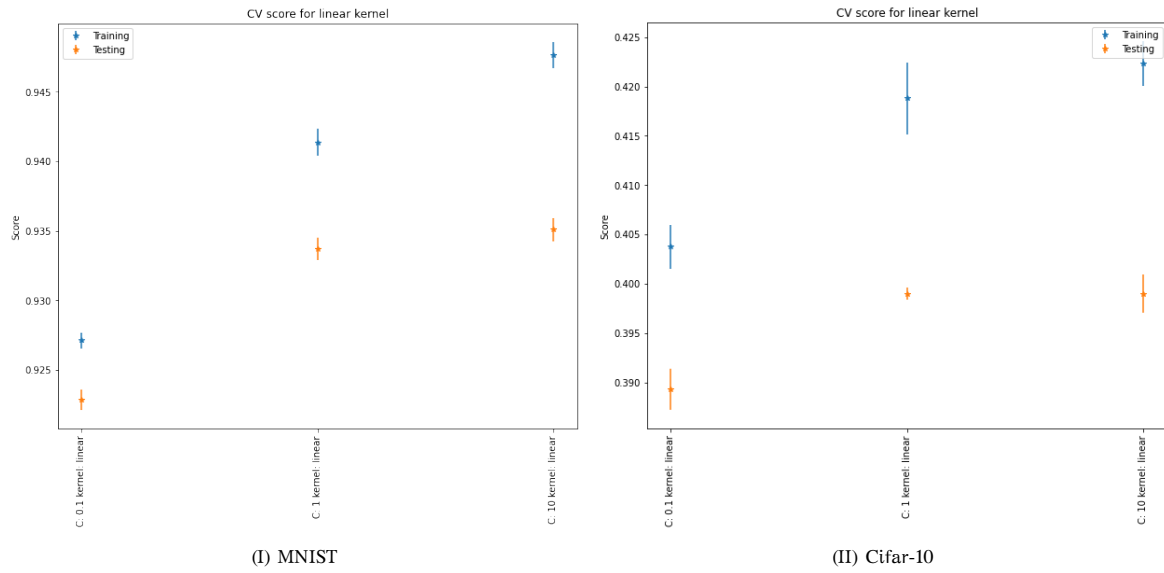 CV score for linear kernel
Training
Testing
0.945
0.940
0.935
0.930
0.925
Score
C: 0.1 kernel: linear
C: 1 kernel: linear
C: 10 kernel: linear
(I) MNIST
CV score for linear kernel
Training
Testing
0.425
0.420
0.415
0.410
0.405
0.400
0.395
0.390
Score
C: 0.1 kernel: linear
C: 1 kernel: linear
C: 10 kernel: linear
(II) Cifar-10